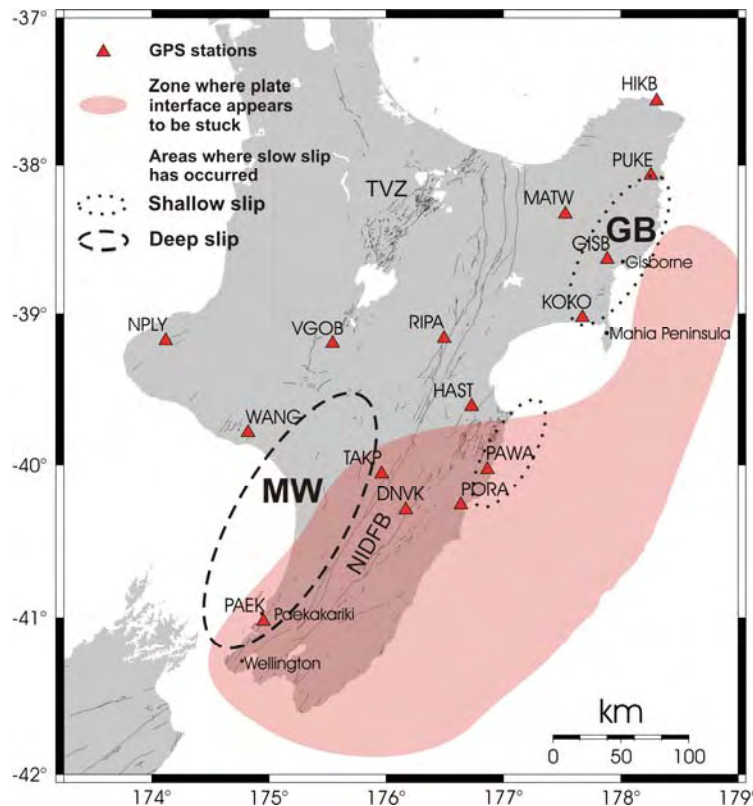 -37°
GPS stations
Zone where plate
interface appears
to be stuck
Areas where slow slip
has occurred
Shallow slip
Deep slip
HIKB
-38°
PUKE
TVZ
MATW
GB
GISB
Gisborne
-39°
KOKO
NPLY
VGOB
RIPA
Mahia Peninsula
HAST
WANG
-40°
TAKP
PAWA
MW
DNVK
PORA
NIDFB
-41°
PAEK
Paekakariki
Wellington
km
0 50 100
-42°
174° 175° 176° 177° 178° 179°